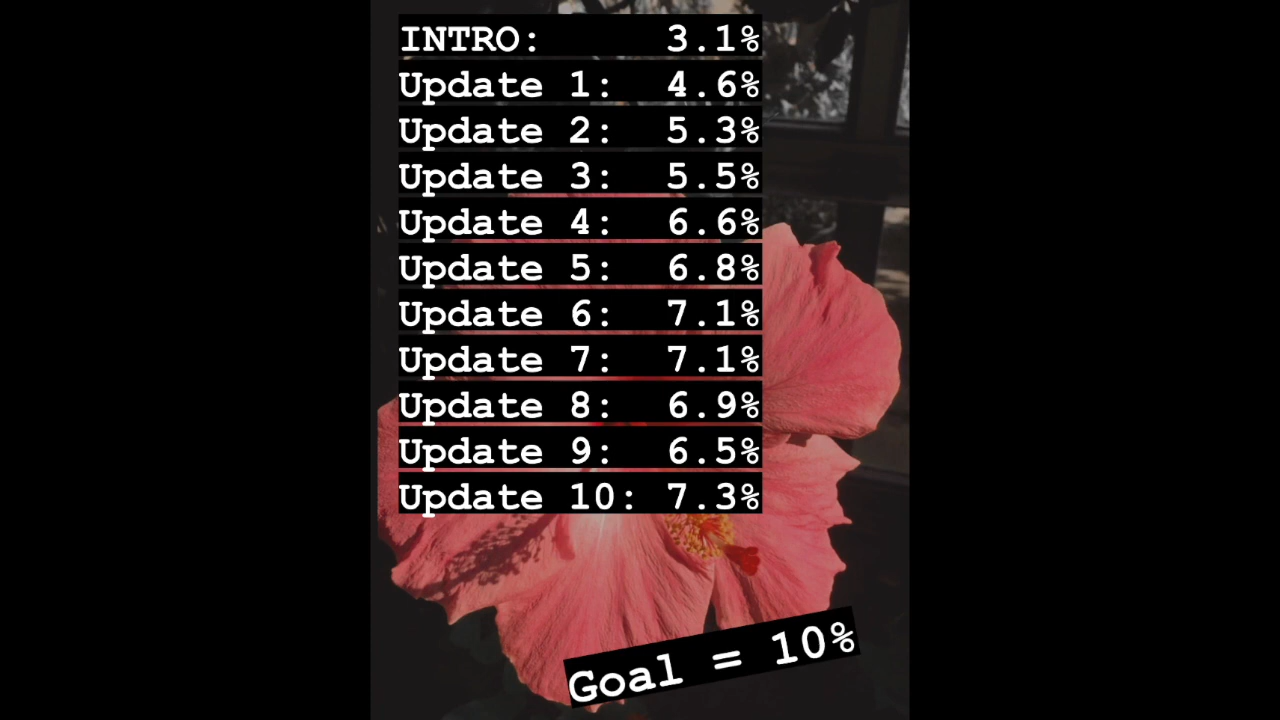 INTRO: 3.1%
Update 1: 4.6%
Update 2: 5.3%
Update 3: 5.5%
Update 4: 6.6%
Update 5: 6.8%
Update 6: 7.1%
Update 7: 7.1%
Update 8: 6.9%
Update 9: 6.5%
Update 10: 7.3%
Goal = 10%